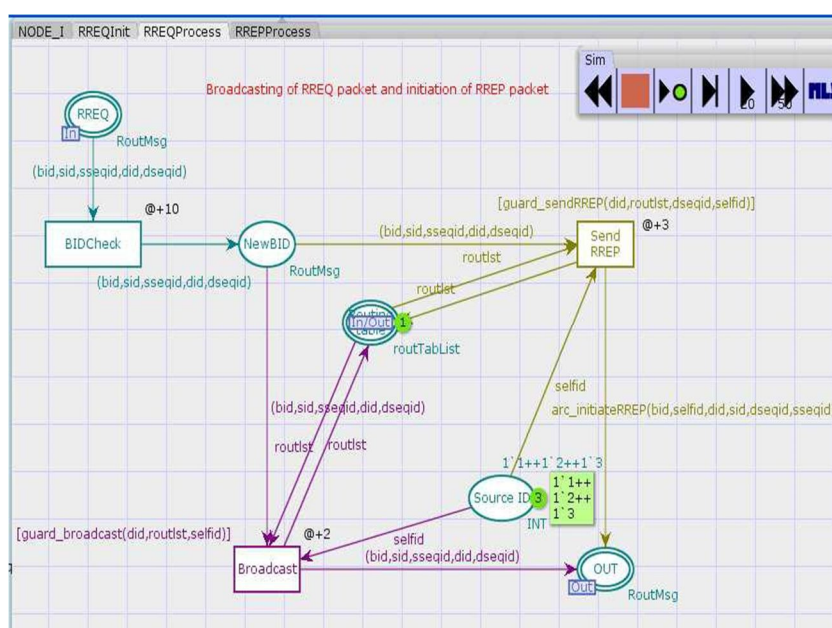 NODE_I RREQInit RREQProcess RREPProcess
Sim
Broadcasting of RREQ packet and initiation of RREP packet
20
50
RREQ
In
RoutMsg
(bid,sid,sseqid,did,dseqid)
[guard_sendRREP(did,routlst,dseqid,selfid)]
@+10
@+3
BIDCheck
NewBID
(bid,sid,sseqid,did,dseqid)
Send
RREP
routlst
RoutMsg
(bid,sid,sseqid,did,dseqid)
routlst
In/Out
1
routTabList
selfid
(bid,sid,sseqid,did,dseqid)
arc_initiateRREP(bid,selfid,did,sid,dseqid,sseqid)
routlst
routlst
1`1++1`2++1`3
Source ID
3
1`1++
1`2++
1`3
INT
[guard_broadcast(did,routlst,selfid)]
@+2
selfid
(bid,sid,sseqid,did,dseqid)
Broadcast
OUT
Out
RoutMsg